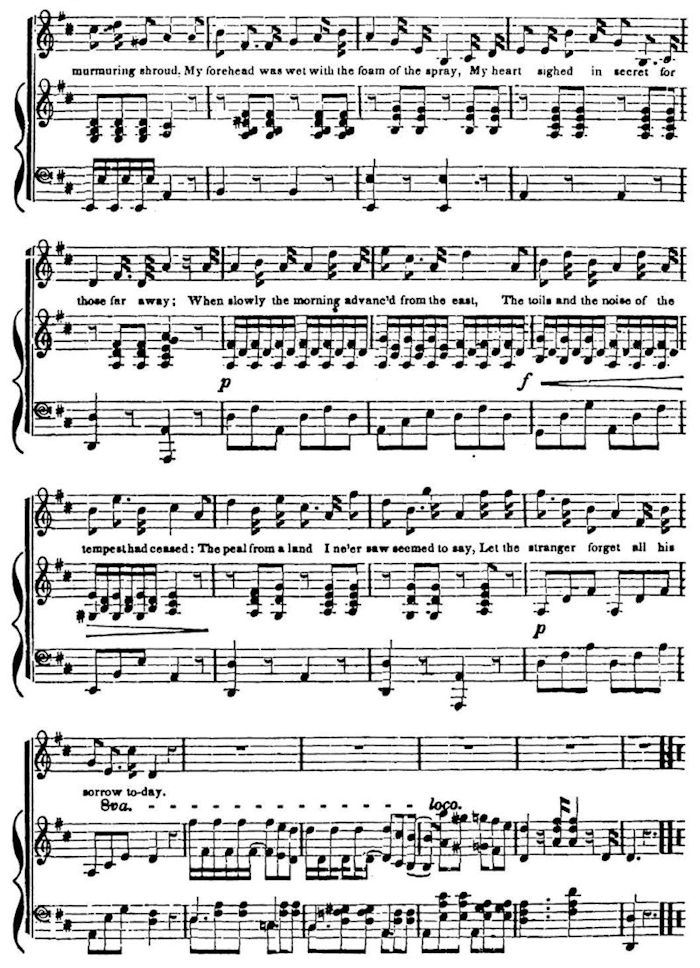 murmuring shroud. My forehead was wet with the foam of the spray, My heart sighed in secret for
those far away; When slowly the morning advanc'd from the east, The toils and the noise of the
p
f
tempest had ceased: The peal from a land I ne'er saw seemed to say, Let the stranger forget all his
p
sorrow to-day.
8va.
loco.